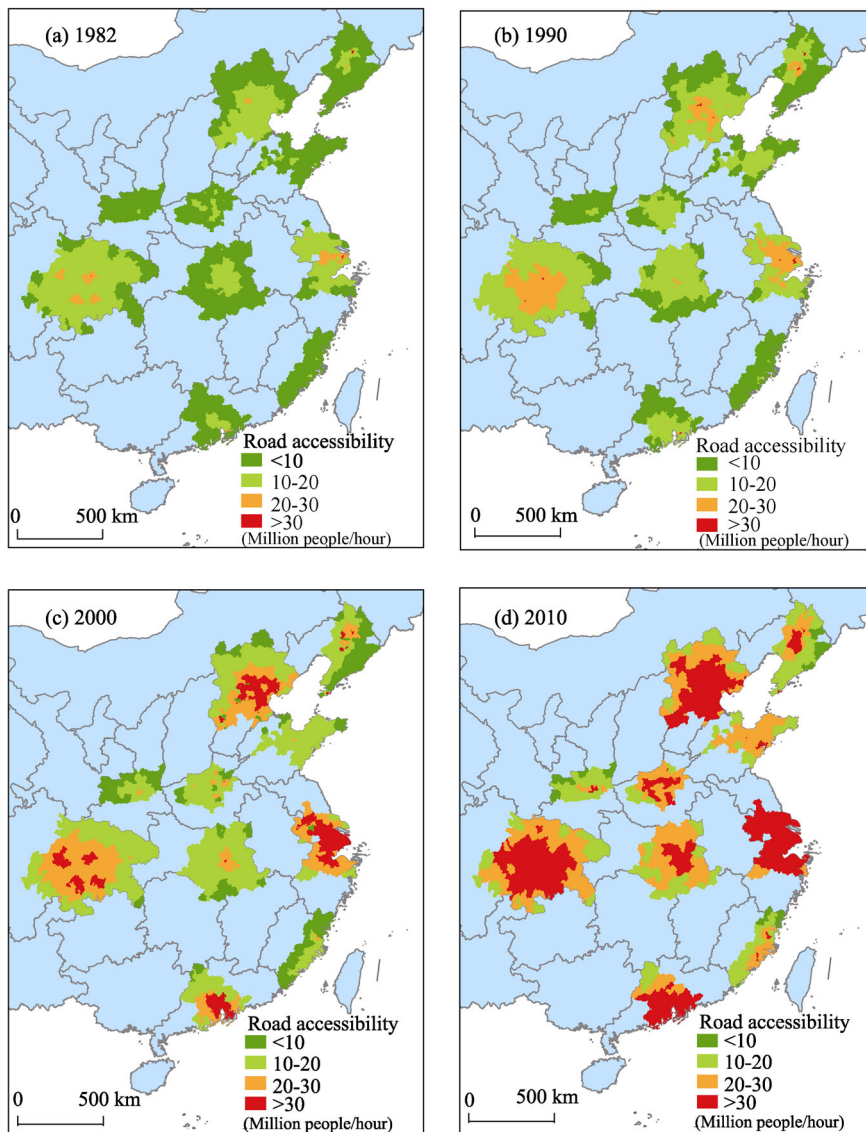 (a) 1982
Road accessibility
<10
10-20
20-30
>30
(Million people/hour)
0 500 km
(b) 1990
Road accessibility
<10
10-20
20-30
>30
(Million people/hour)
0 500 km
(c) 2000
Road accessibility
<10
10-20
20-30
>30
(Million people/hour)
0 500 km
(d) 2010
Road accessibility
<10
10-20
20-30
>30
(Million people/hour)
0 500 km